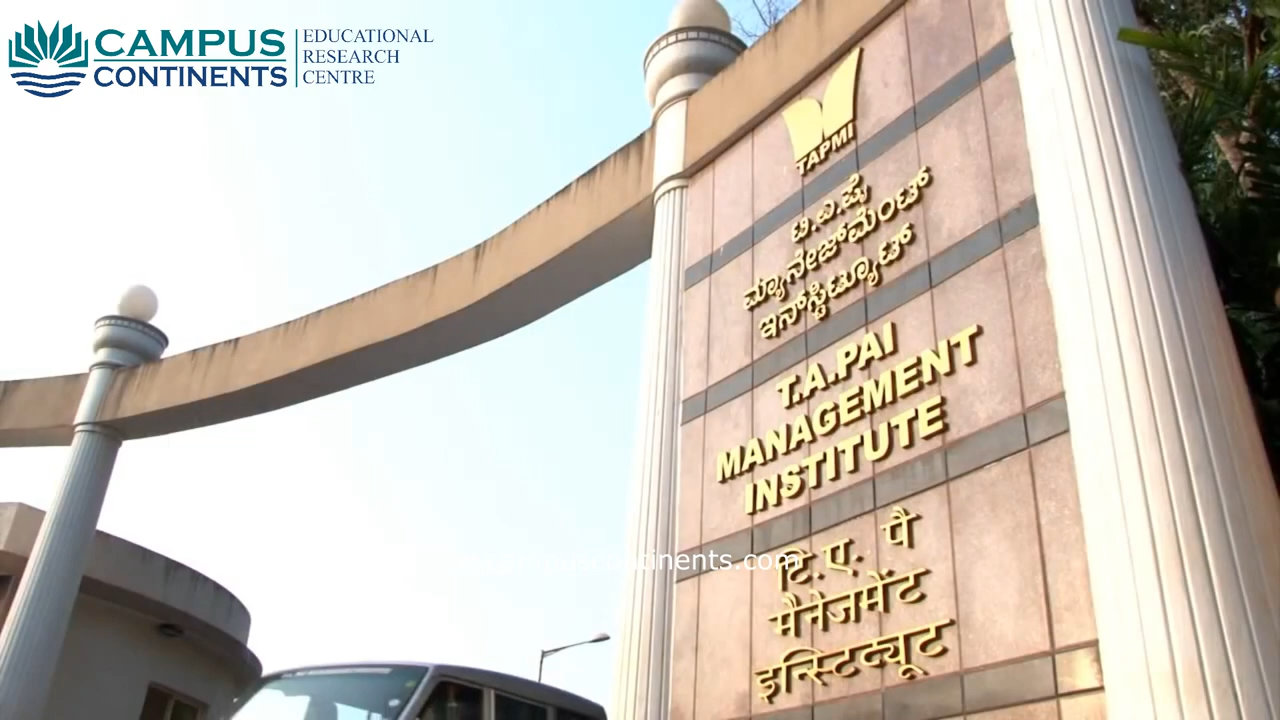 CAMPUS
CONTINENTS
EDUCATIONAL
RESEARCH
CENTRE
TAPMI
ಟಿ.ಎ.ಪೈ
ಮ್ಯಾನೇಜ್‌ಮೆಂಟ್
ಇನ್‌ಸ್ಟಿಟ್ಯೂಟ್
T.A.PAI
MANAGEMENT
INSTITUTE
टि. ए. पै
मैनेजमेंट
इन्स्टिट्यूट